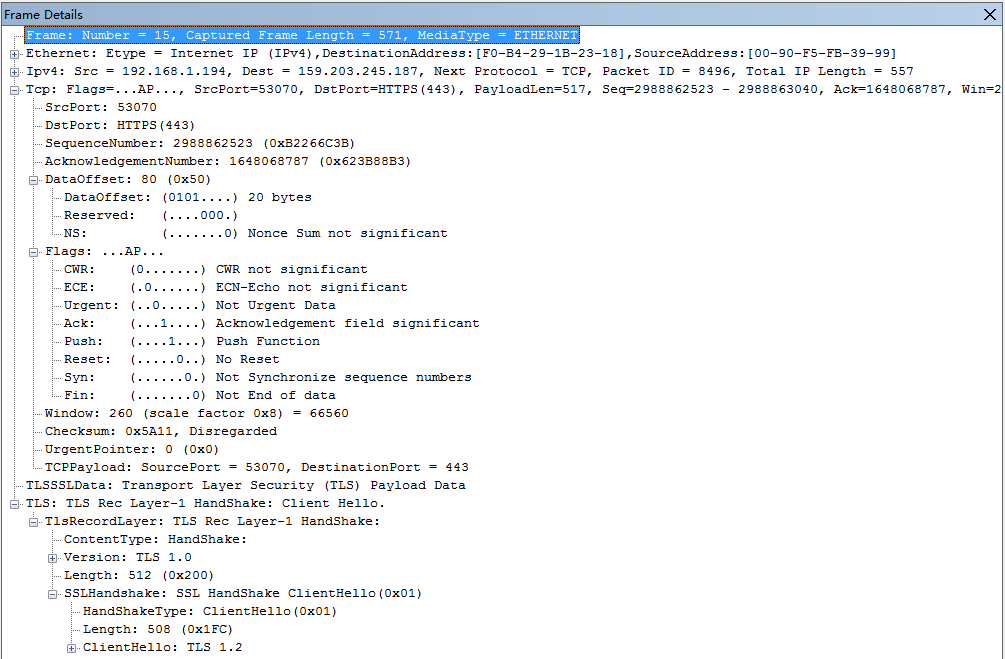 Frame Details
Frame: Number = 15, Captured Frame Length = 571, MediaType = ETHERNET
Ethernet: Etype = Internet IP (IPv4),DestinationAddress:[F0-B4-29-1B-23-18],SourceAddress:[00-90-F5-FB-39-99]
Ipv4: Src = 192.168.1.194, Dest = 159.203.245.187, Next Protocol = TCP, Packet ID = 8496, Total IP Length = 557
Tcp: Flags=...AP..., SrcPort=53070, DstPort=HTTPS(443), PayloadLen=517, Seq=2988862523 - 2988863040, Ack=1648068787, Win=2
SrcPort: 53070
DstPort: HTTPS(443)
SequenceNumber: 2988862523 (0xB2266C3B)
AcknowledgementNumber: 1648068787 (0x623B88B3)
DataOffset: 80 (0x50)
DataOffset: (0101....) 20 bytes
Reserved: (....000.)
NS: (.......0) Nonce Sum not significant
Flags: ...AP...
CWR: (0.......) CWR not significant
ECE: (.0......) ECN-Echo not significant
Urgent: (..0.....) Not Urgent Data
Ack: (...1....) Acknowledgement field significant
Push: (....1...) Push Function
Reset: (.....0..) No Reset
Syn: (......0.) Not Synchronize sequence numbers
Fin: (.......0) Not End of data
Window: 260 (scale factor 0x8) = 66560
Checksum: 0x5A11, Disregarded
UrgentPointer: 0 (0x0)
TCPPayload: SourcePort = 53070, DestinationPort = 443
TLSSSLData: Transport Layer Security (TLS) Payload Data
TLS: TLS Rec Layer-1 HandShake: Client Hello.
TlsRecordLayer: TLS Rec Layer-1 HandShake:
ContentType: HandShake:
Version: TLS 1.0
Length: 512 (0x200)
SSLHandshake: SSL HandShake ClientHello(0x01)
HandShakeType: ClientHello(0x01)
Length: 508 (0x1FC)
ClientHello: TLS 1.2